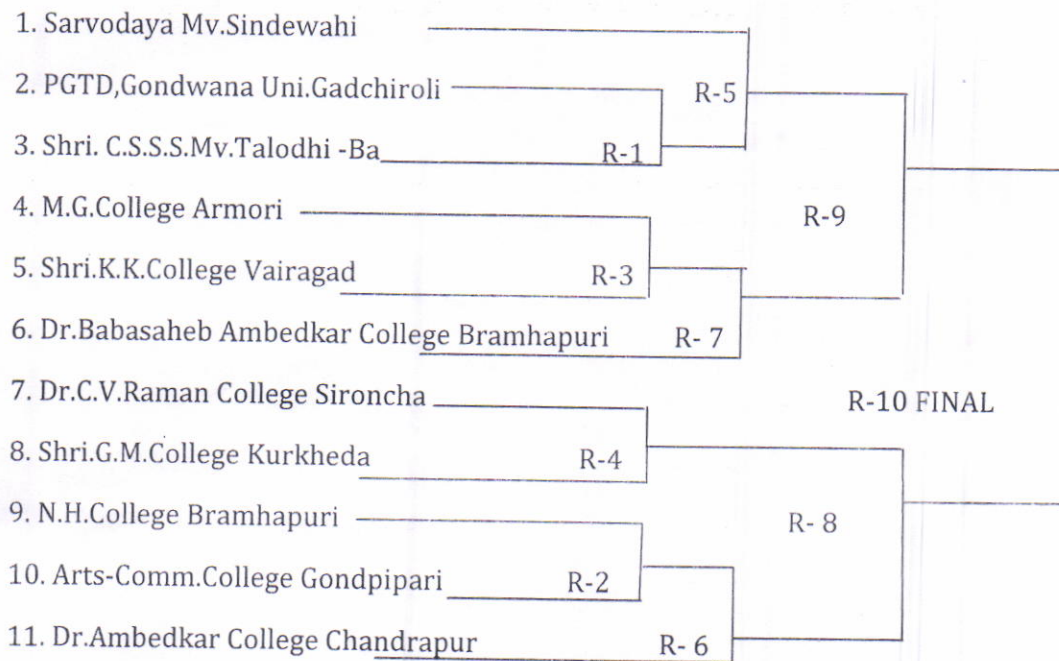 1. Sarvodaya Mv.Sindewahi
2. PGTD,Gondwana Uni.Gadchiroli
R-5
3. Shri. C.S.S.S.Mv.Talodhi -Ba
R-1
4. M.G.College Armori
R-9
5. Shri.K.K.College Vairagad
R-3
6. Dr.Babasaheb Ambedkar College Bramhapuri
R- 7
7. Dr.C.V.Raman College Sironcha
R-10 FINAL
8. Shri.G.M.College Kurkheda
R-4
9. N.H.College Bramhapuri
R- 8
10. Arts-Comm.College Gondpipari
R-2
11. Dr.Ambedkar College Chandrapur
R- 6